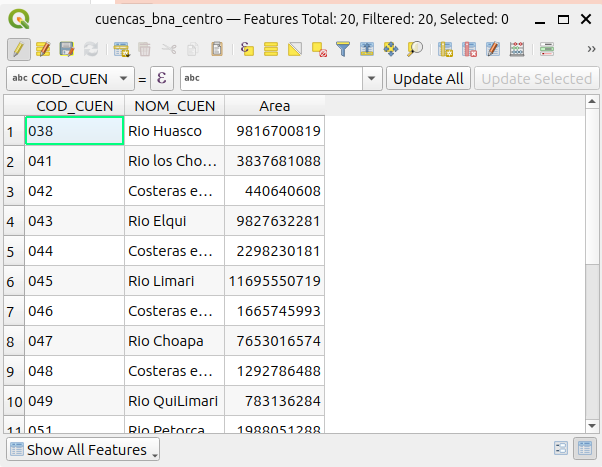 cuencas_bna_centro — Features Total: 20, Filtered: 20, Selected: 0
abc COD_CUEN = ε abc Update All Update Selected
COD_CUEN NOM_CUEN Area
1 038 Rio Huasco 9816700819
2 041 Rio los Cho... 3837681088
3 042 Costeras e... 440640608
4 043 Rio Elqui 9827632281
5 044 Costeras e... 2298230181
6 045 Rio Limari 11695550719
7 046 Costeras e... 1665745993
8 047 Rio Choapa 7653016574
9 048 Costeras e... 1292786488
10 049 Rio QuiLimari 783136284
11 051 Rio Petorca 1988051288
Show All Features